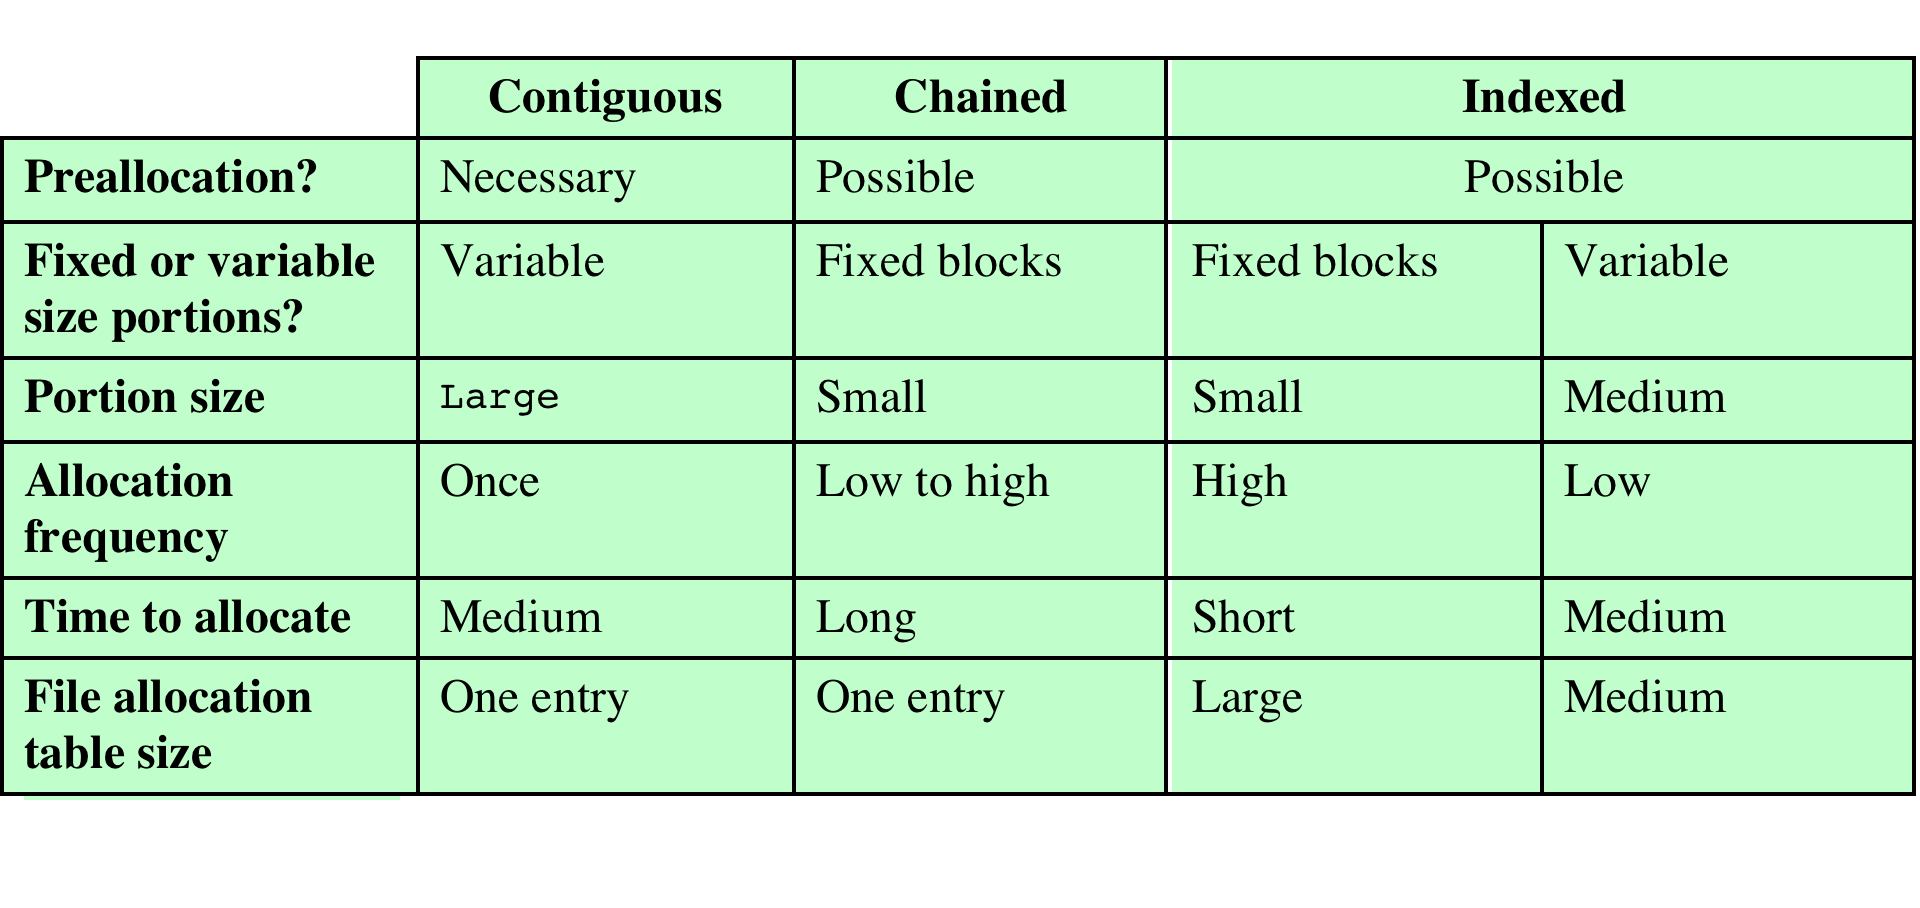 Contiguous Chained Indexed
Preallocation? Necessary Possible Possible
Fixed or variable Variable Fixed blocks Fixed blocks Variable
size portions?
Portion size Large Small Small Medium
Allocation Once Low to high High Low
frequency
Time to allocate Medium Long Short Medium
File allocation One entry One entry Large Medium
table size